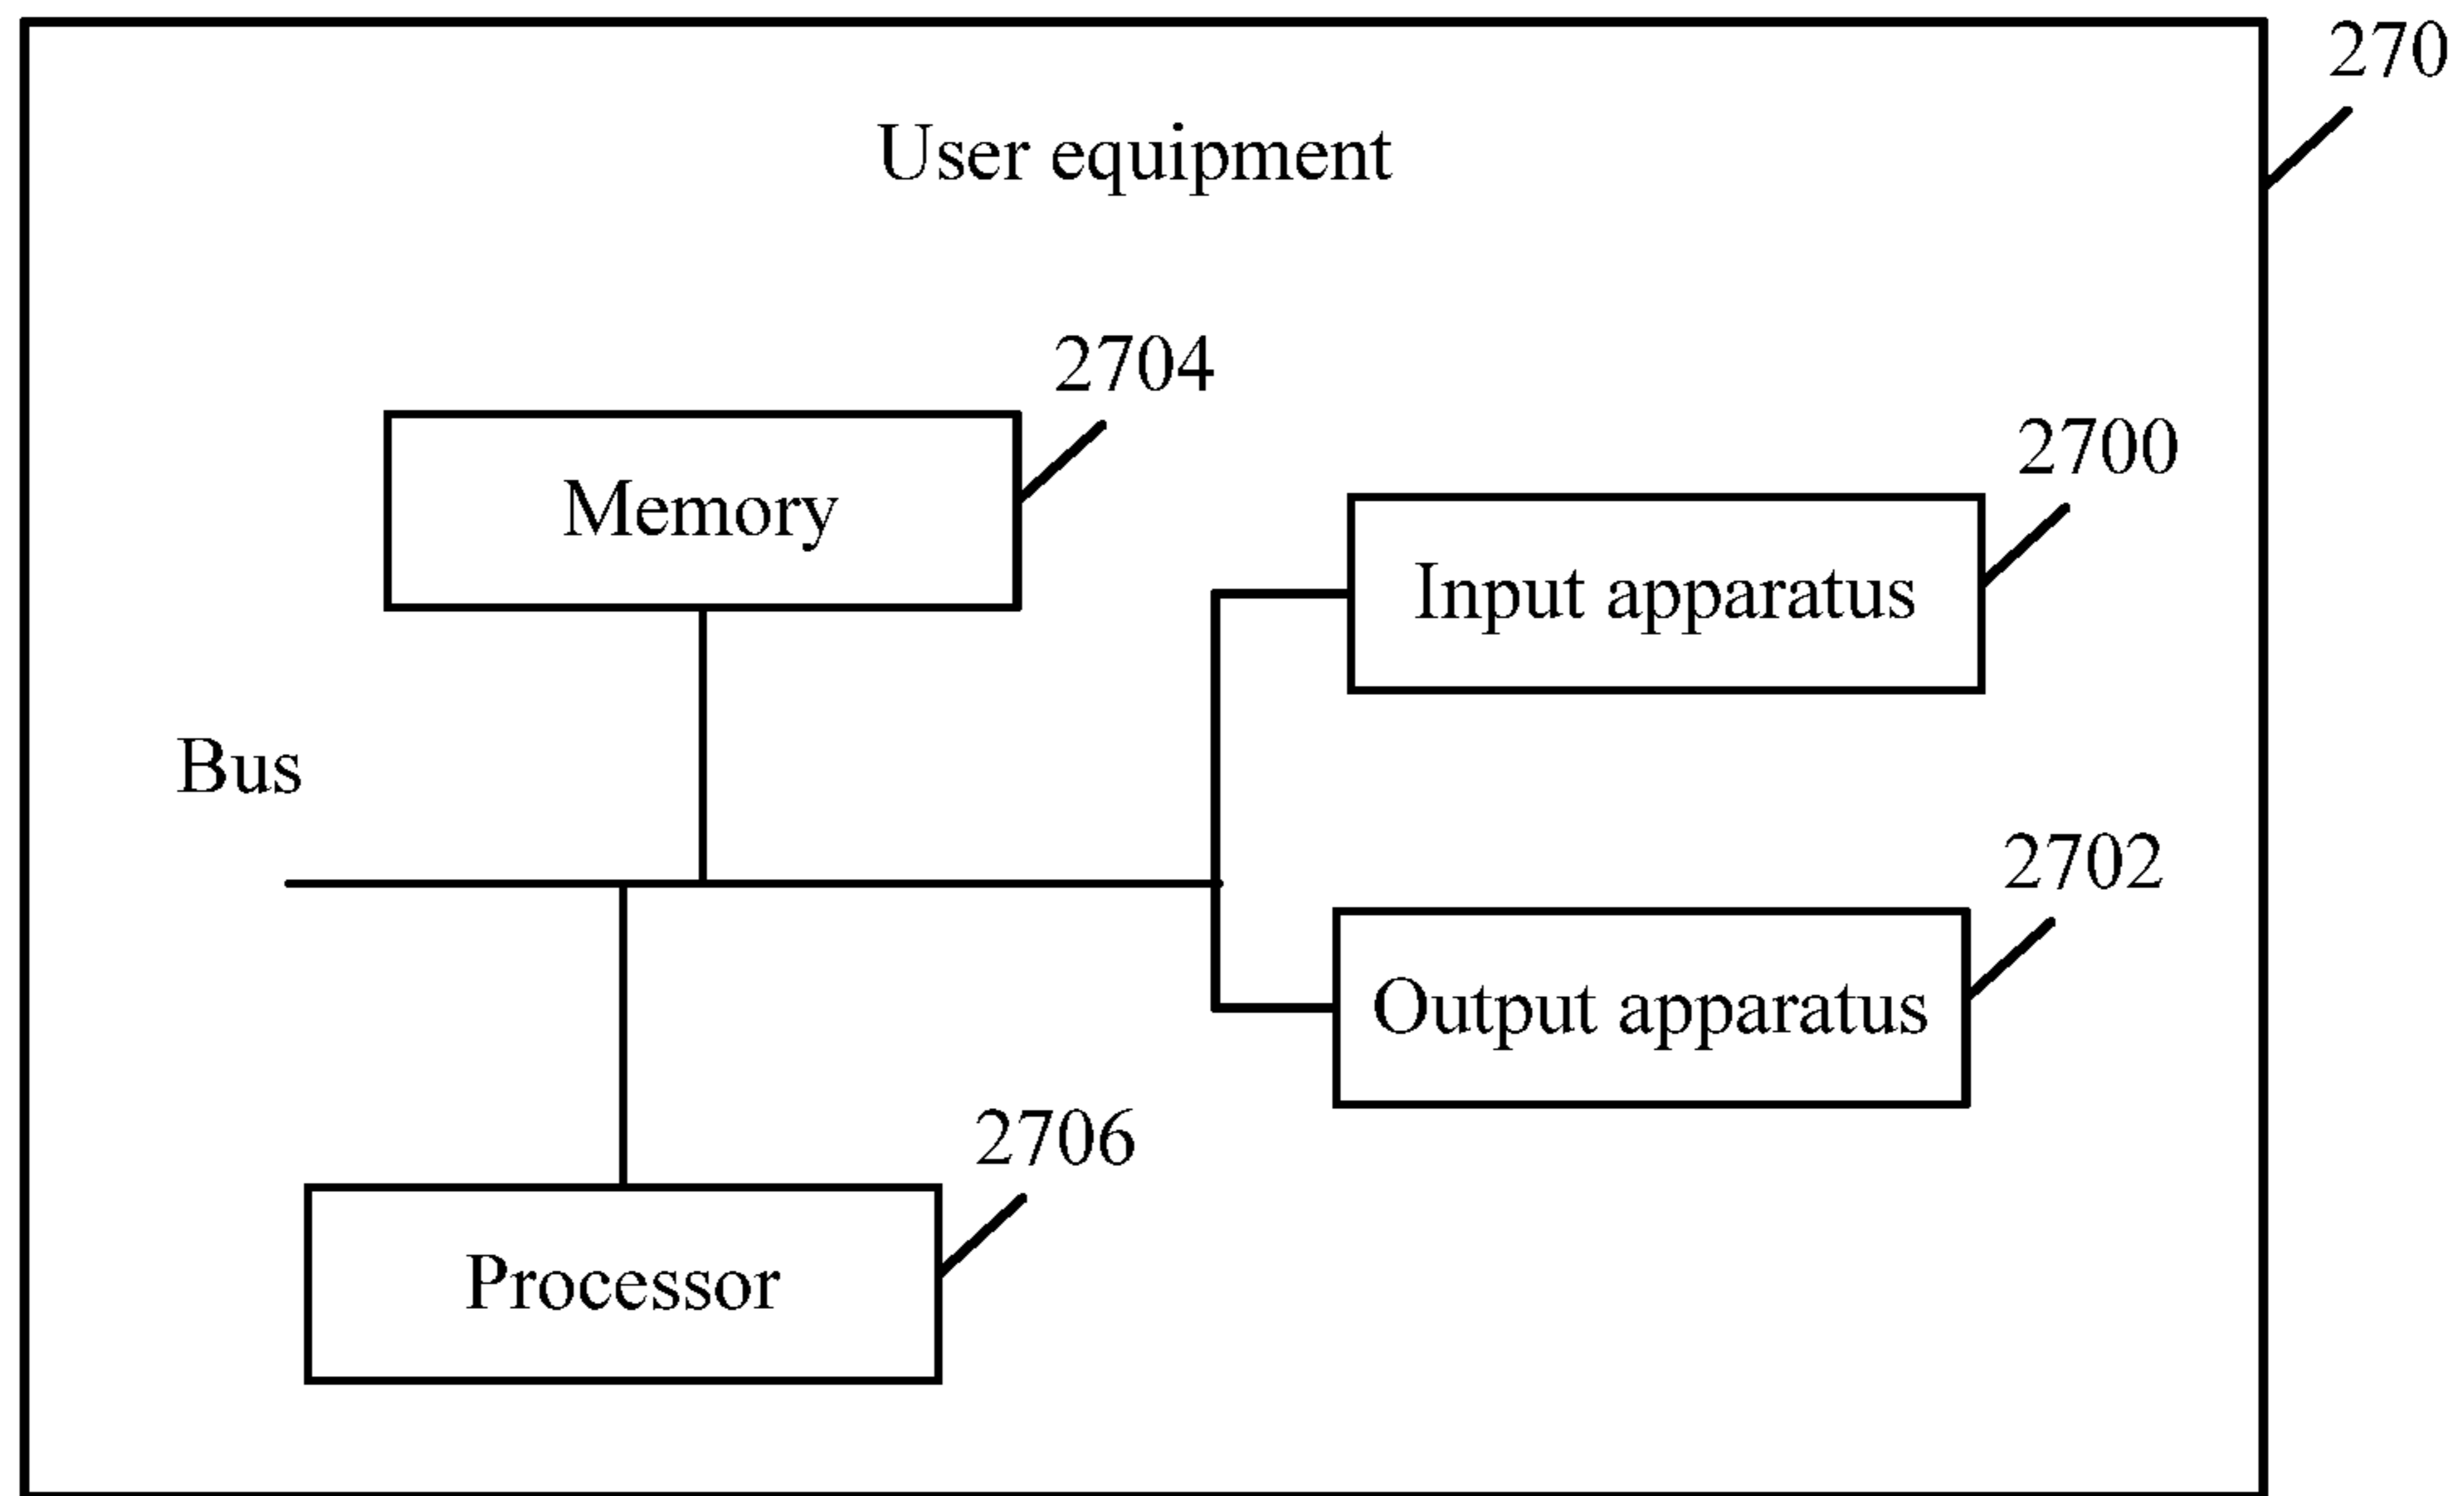 270
User equipment
2704
Memory
2700
Input apparatus
Bus
2702
Output apparatus
2706
Processor